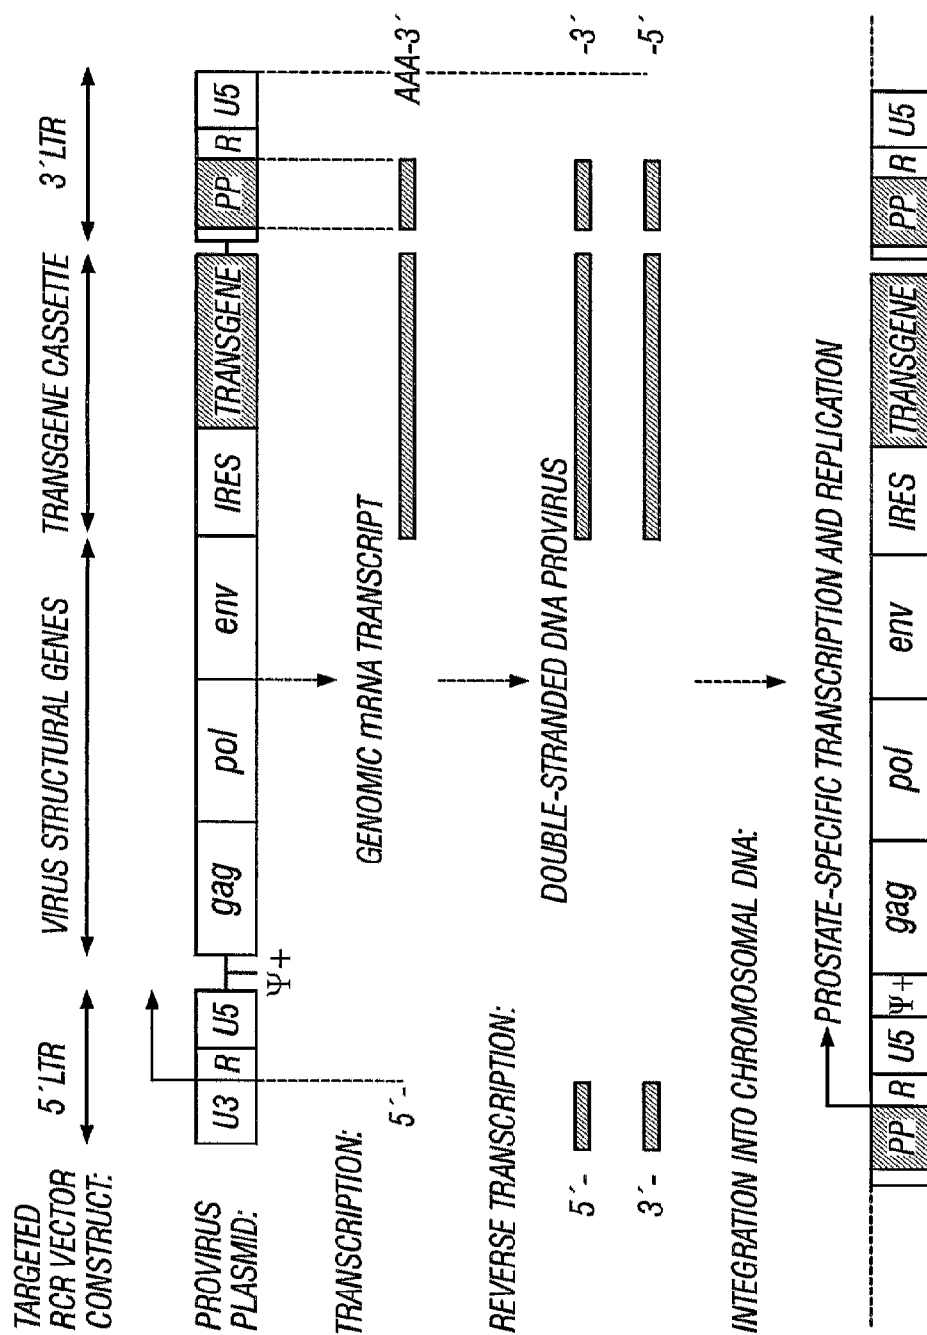 TARGETED
RCR VECTOR
CONSTRUCT:
5´LTR
VIRUS STRUCTURAL GENES
TRANSGENE CASSETTE
3´LTR
PROVIRUS
PLASMID:
U3 R U5 Ψ+ gag pol env IRES TRANSGENE PP R U5
TRANSCRIPTION:
GENOMIC mRNA TRANSCRIPT
5´- AAA-3´
REVERSE TRANSCRIPTION:
DOUBLE-STRANDED DNA PROVIRUS
5´- -3´
3´- -5´
INTEGRATION INTO CHROMOSOMAL DNA:
PROSTATE-SPECIFIC TRANSCRIPTION AND REPLICATION
PP R U5 Ψ+ gag pol env IRES TRANSGENE PP R U5